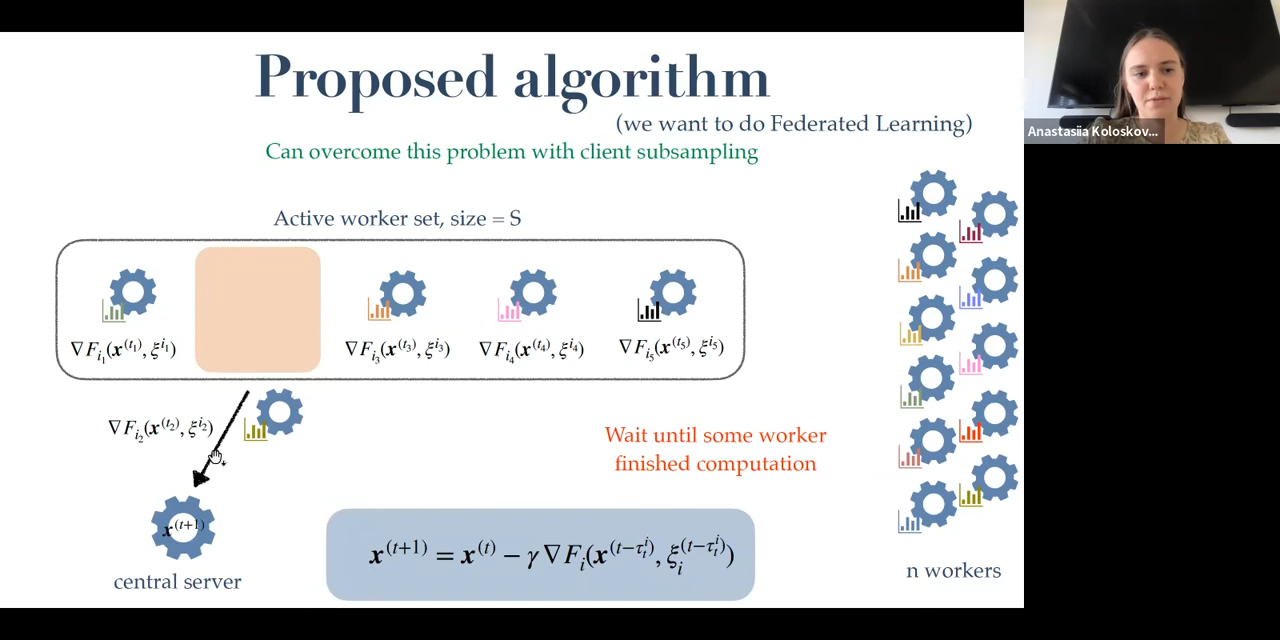 Proposed algorithm
(we want to do Federated Learning)
Can overcome this problem with client subsampling
Active worker set, size = S
∇F_{i_1}(x^{(t_1)}, ξ^{i_1})
∇F_{i_3}(x^{(t_3)}, ξ^{i_3})
∇F_{i_4}(x^{(t_4)}, ξ^{i_4})
∇F_{i_5}(x^{(t_5)}, ξ^{i_5})
∇F_{i_2}(x^{(t_2)}, ξ^{i_2})
Wait until some worker
finished computation
x^{(t+1)}
central server
x^{(t+1)} = x^{(t)} − γ∇F_i(x^{(t−τ_t^i)}, ξ_i^{(t−τ_t^i)})
n workers
Anastasiia Koloskov...